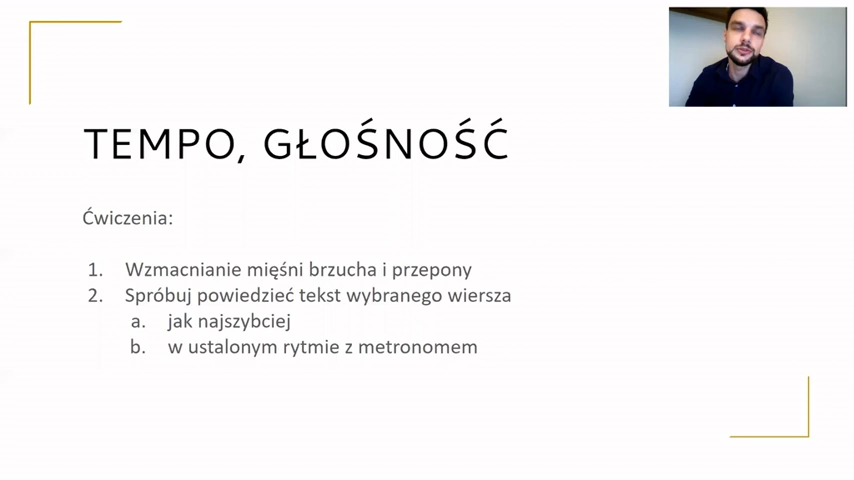 TEMPO, GŁOŚNOŚĆ
Ćwiczenia:
1. Wzmacnianie mięśni brzucha i przepony
2. Spróbuj powiedzieć tekst wybranego wiersza
a. jak najszybciej
b. w ustalonym rytmie z metronomem